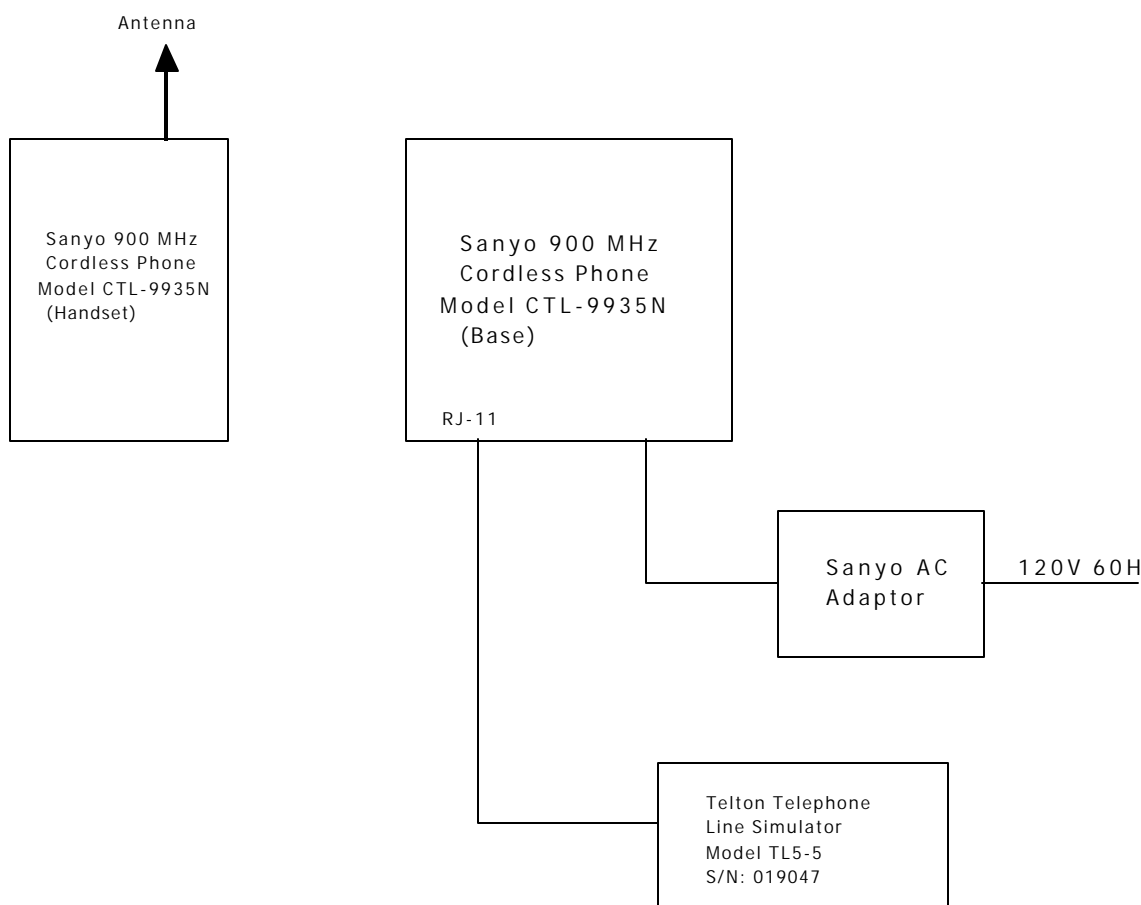 Antenna
Sanyo 900 MHz
Cordless Phone
Model CTL-9935N
(Handset)
Sanyo 900 MHz
Cordless Phone
Model CTL-9935N
(Base)
RJ-11
Sanyo AC
Adaptor
120V 60H
Telton Telephone
Line Simulator
Model TL5-5
S/N: 019047